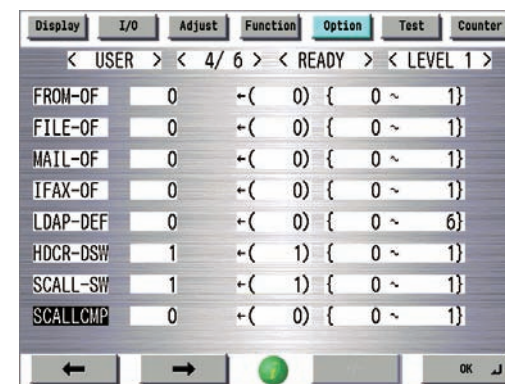 Display I/O Adjust Function Option Test Counter
< USER > < 4/ 6 > < READY > < LEVEL 1 >
FROM-OF 0 ←( 0) { 0 ~ 1}
FILE-OF 0 ←( 0) { 0 ~ 1}
MAIL-OF 0 ←( 0) { 0 ~ 1}
IFAX-OF 0 ←( 0) { 0 ~ 1}
LDAP-DEF 0 ←( 0) { 0 ~ 6}
HDCR-DSW 1 ←( 1) { 0 ~ 1}
SCALL-SW 1 ←( 1) { 0 ~ 1}
SCALLCMP 0 ←( 0) { 0 ~ 1}
← → i OK ↵